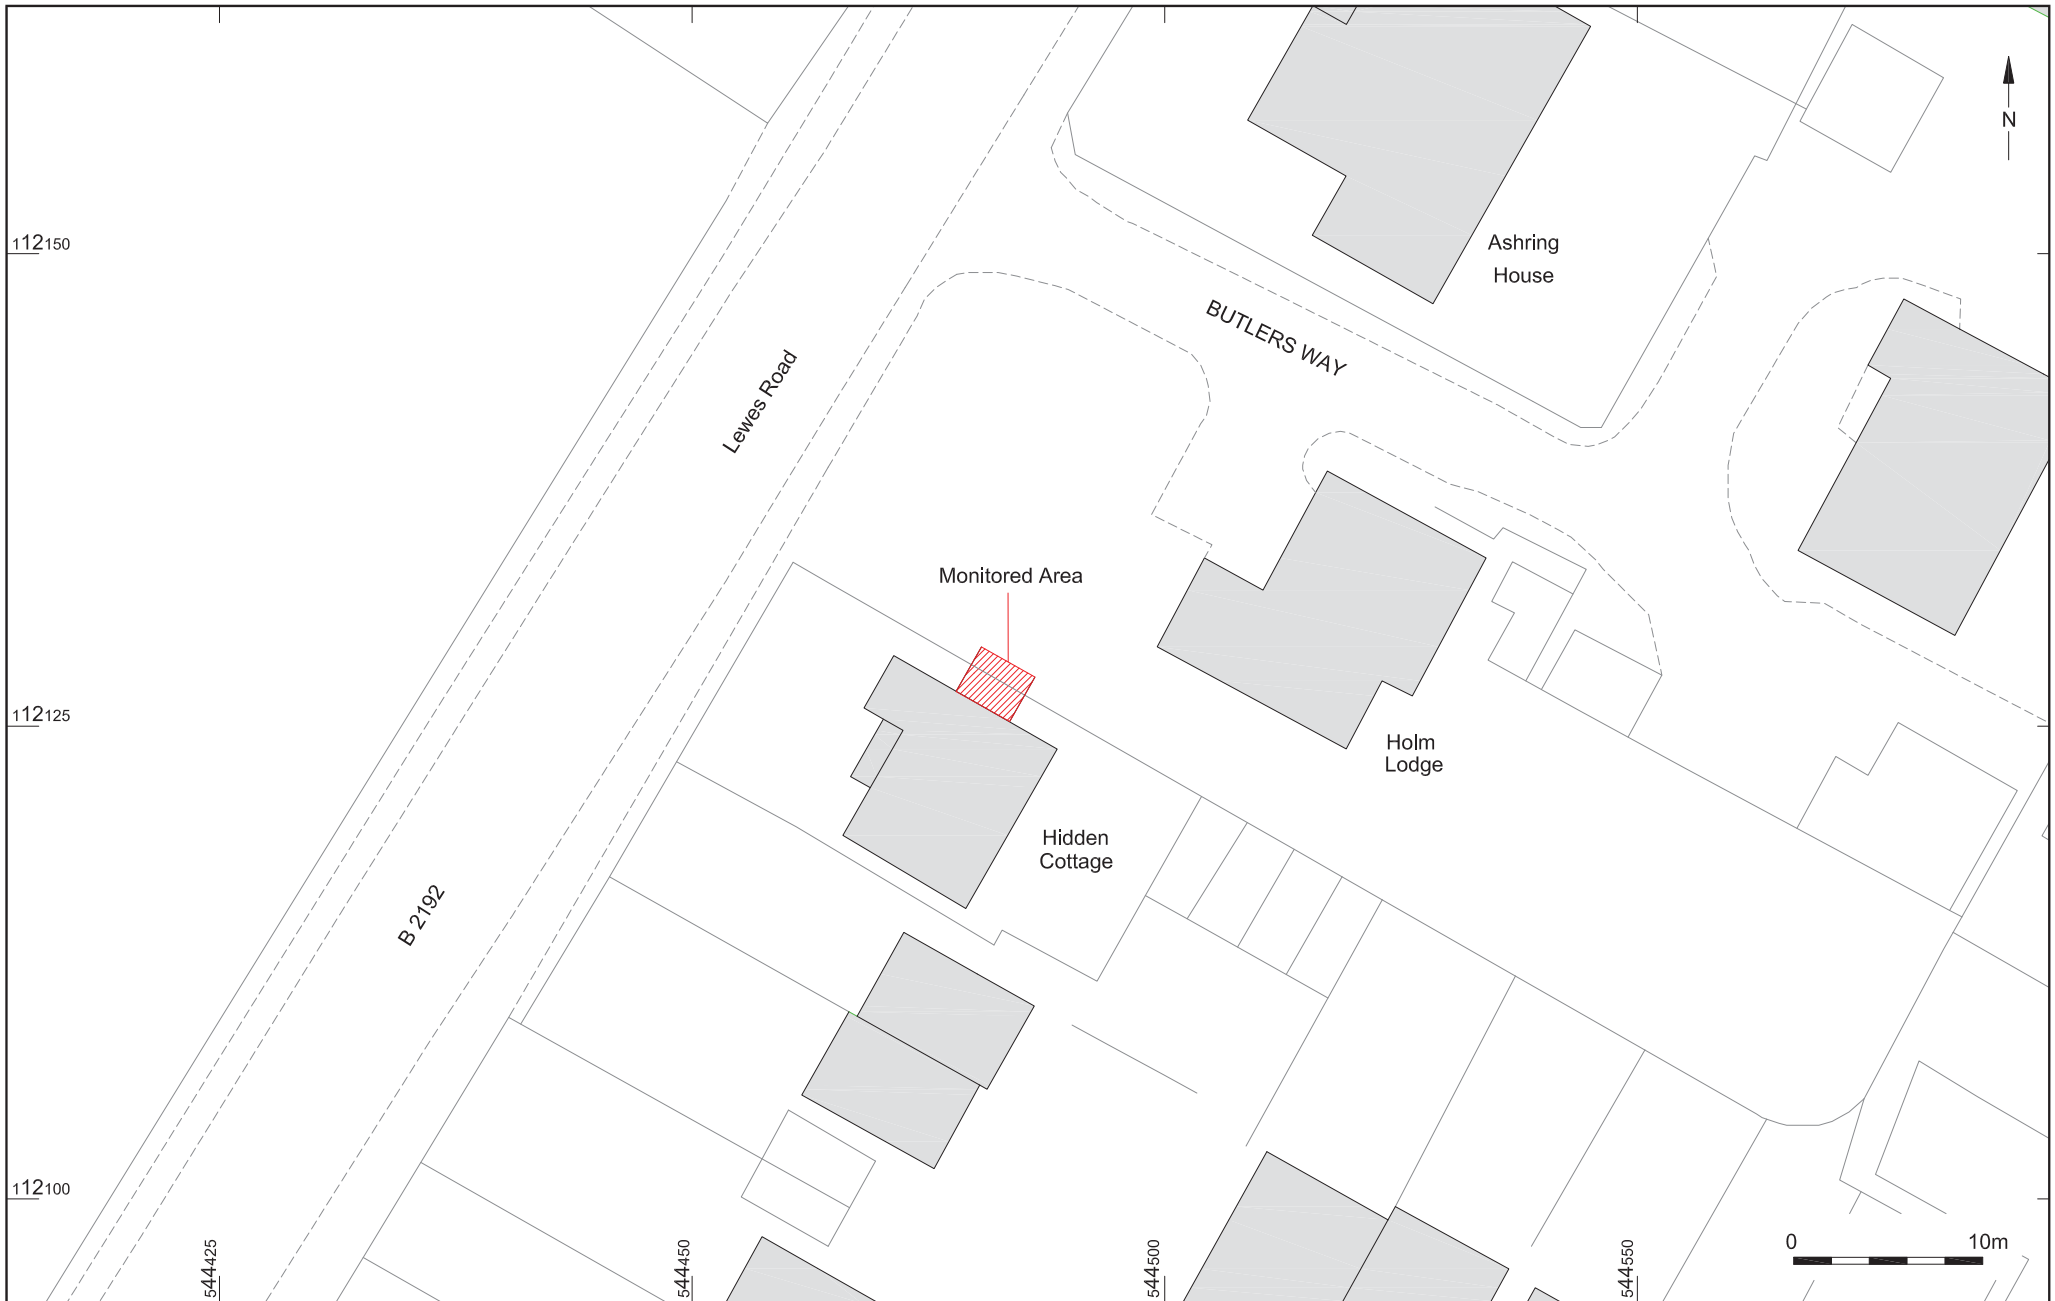 N
112150
Ashring
House
BUTLERS WAY
Lewes Road
Monitored Area
112125
Holm
Lodge
Hidden
Cottage
B 2192
112100
544425
544450
544500
544550
0 10m